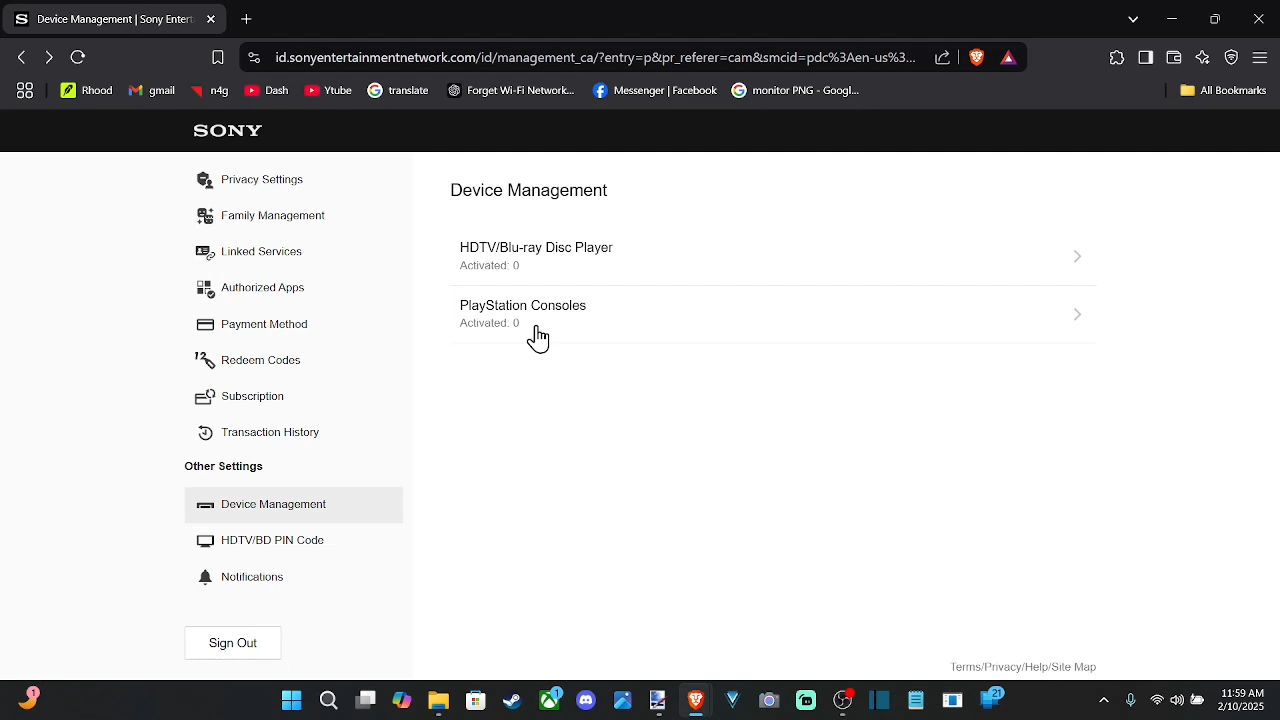 S Device Management | Sony Entert
id.sonyentertainmentnetwork.com/id/management_ca/?entry=p&pr_referer=cam&smcid=pdc%3Aen-us%3...
Rhood gmail n4g Dash Ytube translate Forget Wi-Fi Network... Messenger | Facebook monitor PNG - Googl... All Bookmarks
SONY
Privacy Settings
Family Management
Linked Services
Authorized Apps
Payment Method
Redeem Codes
Subscription
Transaction History
Other Settings
Device Management
HDTV/BD PIN Code
Notifications
Sign Out
Device Management
HDTV/Blu-ray Disc Player
Activated: 0
PlayStation Consoles
Activated: 0
Terms/Privacy/Help/Site Map
1
1
21
11:59 AM
2/10/2025